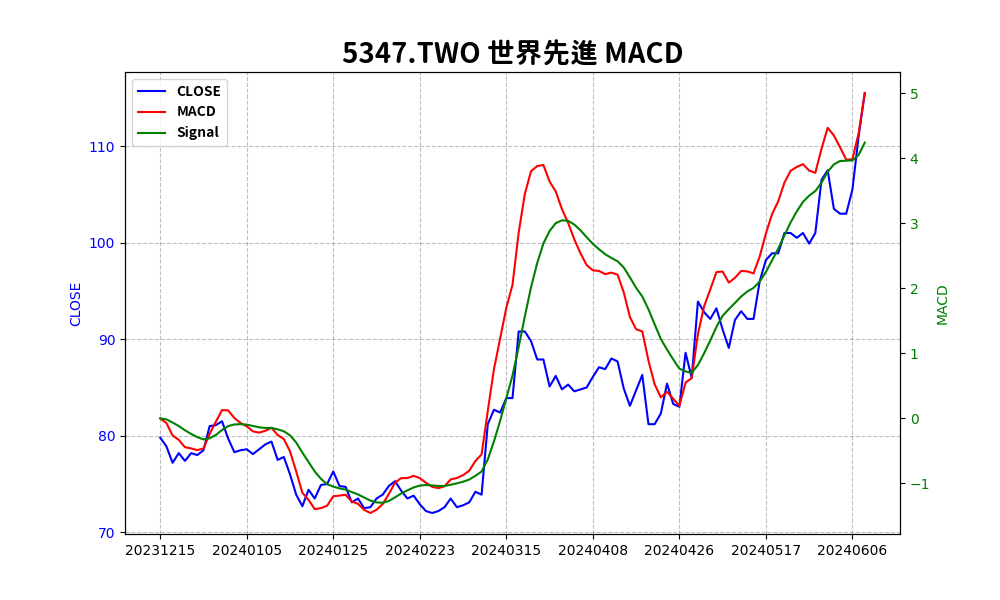 5347.TWO 世界先進 MACD
CLOSE
MACD
Signal
110
100
90
80
70
CLOSE
5
4
3
2
1
0
−1
MACD
20231215 20240105 20240125 20240223 20240315 20240408 20240426 20240517 20240606